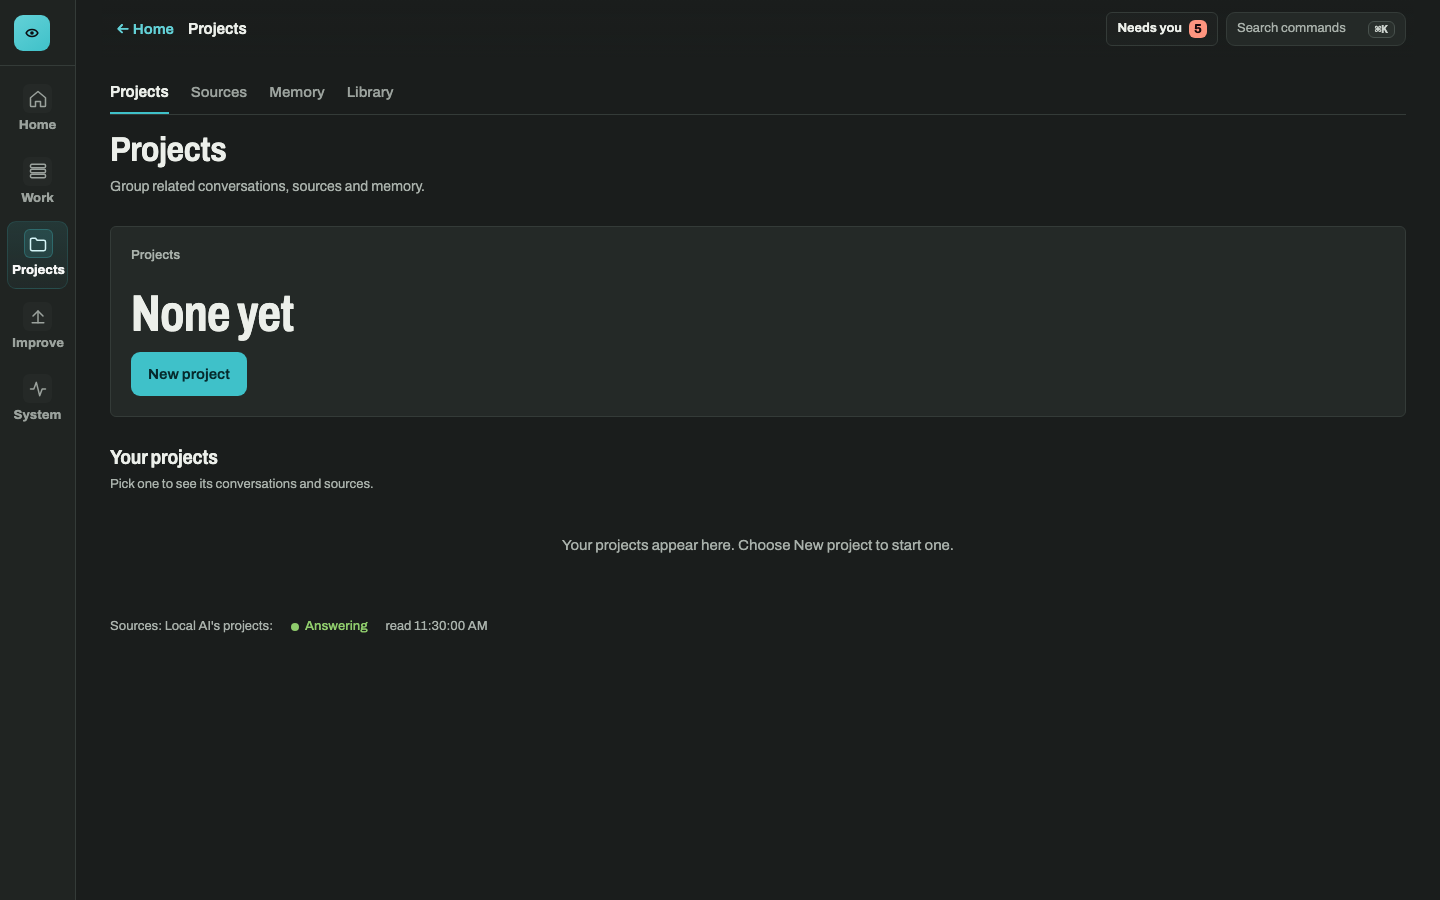 ← Home Projects Needs you 5 Search commands ⌘K
Home
Work
Projects
Improve
System
Projects Sources Memory Library
Projects
Group related conversations, sources and memory.
Projects
None yet
New project
Your projects
Pick one to see its conversations and sources.
Your projects appear here. Choose New project to start one.
Sources: Local AI's projects: Answering read 11:30:00 AM